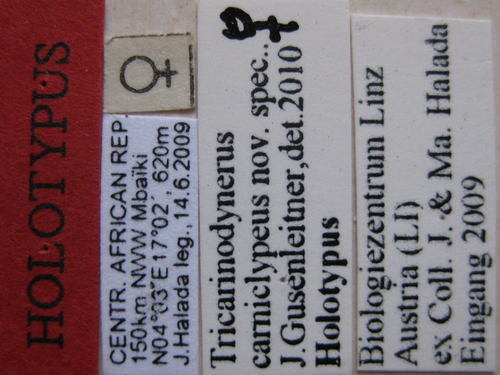 HOLOTYPUS
♀
CENTR. AFRICAN REP.
150km NWW Mbaïki
N04°03' E17°02', 620m
J.Halada leg., 14.6.2009
♀
Tricarinodynerus
carniclypeus nov. spec..
J.Gusenleitner,det.2010
Holotypus
Biologiezentrum Linz
Austria (LI)
ex Coll. J. & Ma. Halada
Eingang 2009